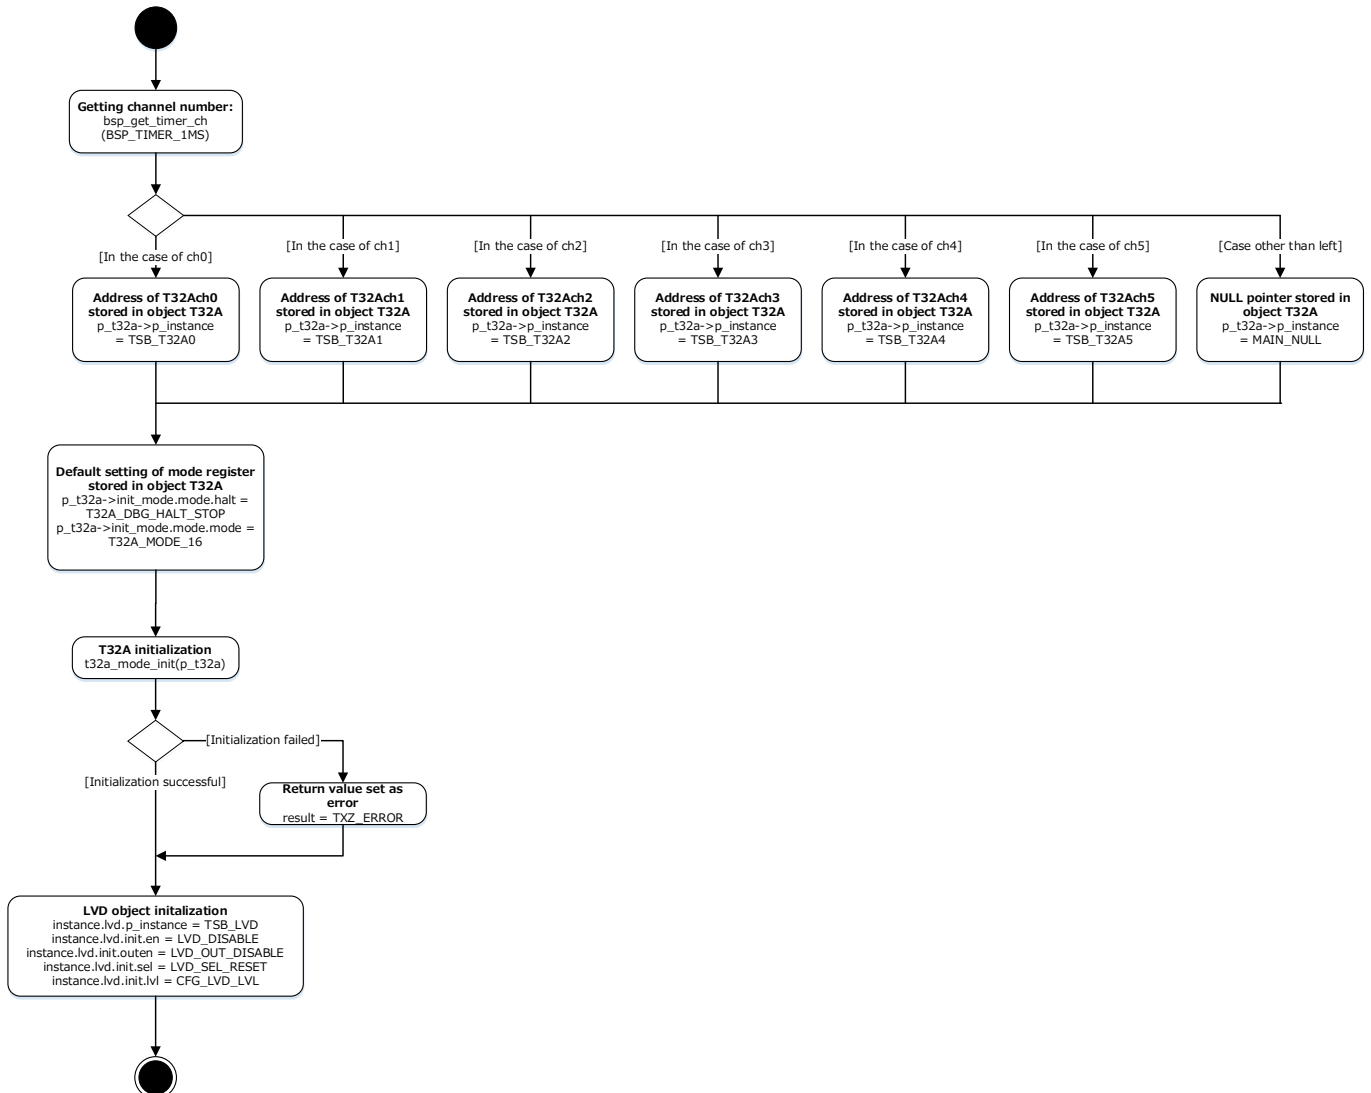 Getting channel number:
bsp_get_timer_ch
(BSP_TIMER_1MS)
[In the case of ch0]
[In the case of ch1]
[In the case of ch2]
[In the case of ch3]
[In the case of ch4]
[In the case of ch5]
[Case other than left]
Address of T32Ach0
stored in object T32A
p_t32a->p_instance
= TSB_T32A0
Address of T32Ach1
stored in object T32A
p_t32a->p_instance
= TSB_T32A1
Address of T32Ach2
stored in object T32A
p_t32a->p_instance
= TSB_T32A2
Address of T32Ach3
stored in object T32A
p_t32a->p_instance
= TSB_T32A3
Address of T32Ach4
stored in object T32A
p_t32a->p_instance
= TSB_T32A4
Address of T32Ach5
stored in object T32A
p_t32a->p_instance
= TSB_T32A5
NULL pointer stored in
object T32A
p_t32a->p_instance
= MAIN_NULL
Default setting of mode register
stored in object T32A
p_t32a->init_mode.mode.halt =
T32A_DBG_HALT_STOP
p_t32a->init_mode.mode.mode =
T32A_MODE_16
T32A initialization
t32a_mode_init(p_t32a)
[Initialization failed]
[Initialization successful]
Return value set as
error
result = TXZ_ERROR
LVD object initalization
instance.lvd.p_instance = TSB_LVD
instance.lvd.init.en = LVD_DISABLE
instance.lvd.init.outen = LVD_OUT_DISABLE
instance.lvd.init.sel = LVD_SEL_RESET
instance.lvd.init.lvl = CFG_LVD_LVL